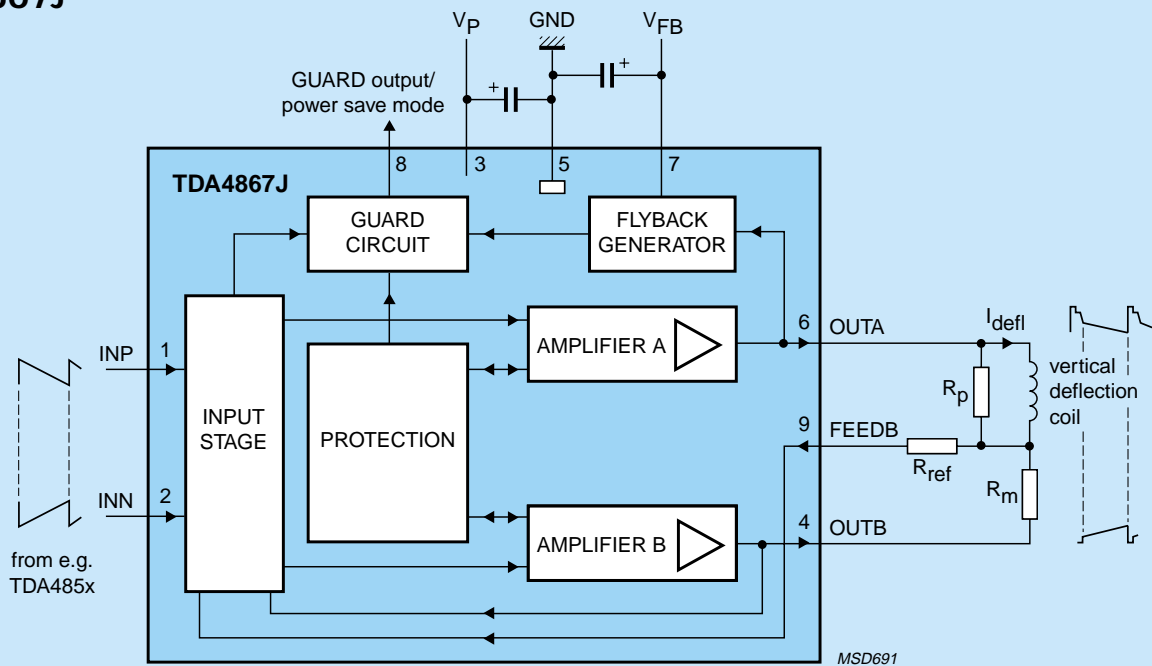 V_P
GND
V_FB
+
+
GUARD output/
power save mode
8
3
5
7
TDA4867J
GUARD
CIRCUIT
FLYBACK
GENERATOR
6
OUTA
I_defl
AMPLIFIER A
INP
1
vertical
deflection
coil
R_p
INPUT
STAGE
PROTECTION
9
FEEDB
R_ref
R_m
INN
2
4
OUTB
AMPLIFIER B
from e.g.
TDA485x
MSD691